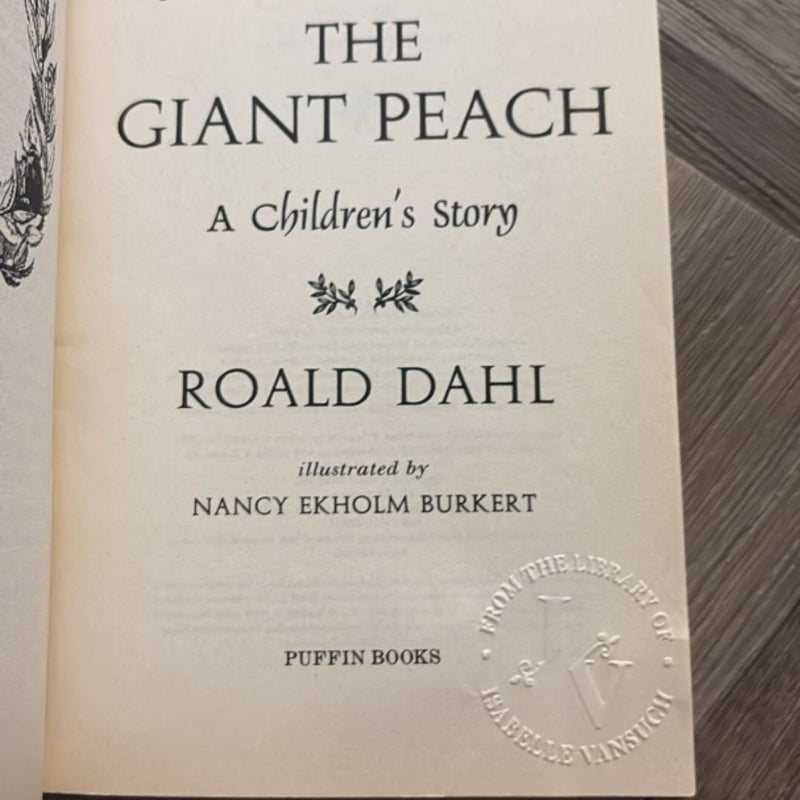 THE
GIANT PEACH
A Children's Story
ROALD DAHL
illustrated by
NANCY EKHOLM BURKERT
PUFFIN BOOKS
FROM THE LIBRARY OF
IV
ISABELLE VANSUCH